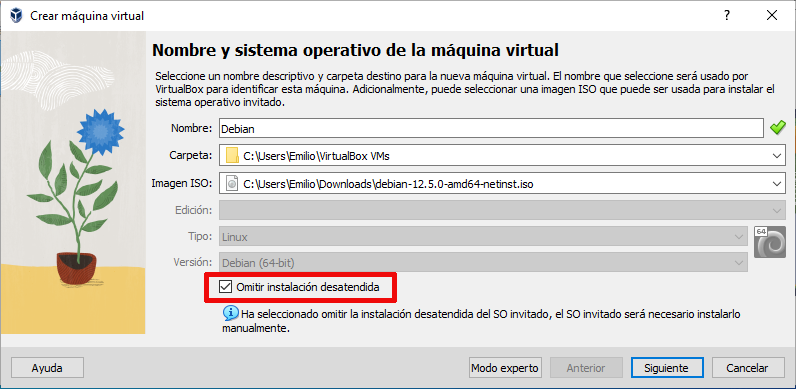 Crear máquina virtual
Nombre y sistema operativo de la máquina virtual
Seleccione un nombre descriptivo y carpeta destino para la nueva máquina virtual. El nombre que seleccione será usado por
VirtualBox para identificar esta máquina. Adicionalmente, puede seleccionar una imagen ISO que puede ser usada para instalar el
sistema operativo invitado.
Nombre: Debian
Carpeta: C:\Users\Emilio\VirtualBox VMs
Imagen ISO: C:\Users\Emilio\Downloads\debian-12.5.0-amd64-netinst.iso
Edición:
Tipo: Linux
64
Versión: Debian (64-bit)
Omitir instalación desatendida
Ha seleccionado omitir la instalación desatendida del SO invitado, el SO invitado será necesario instalarlo
manualmente.
Ayuda Modo experto Anterior Siguiente Cancelar